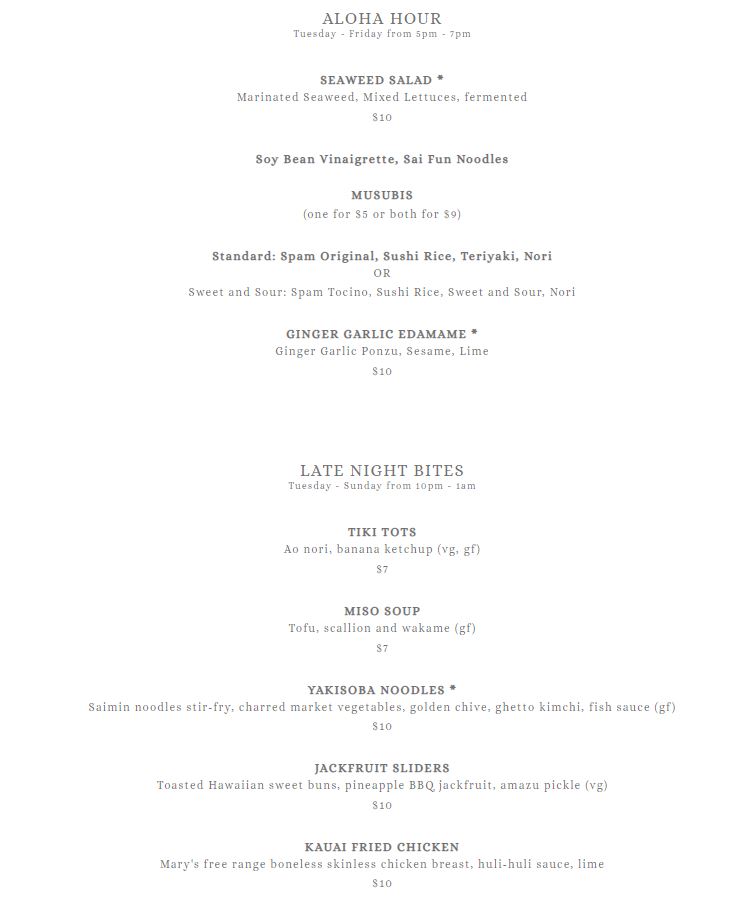 ALOHA HOUR
Tuesday - Friday from 5pm - 7pm
SEAWEED SALAD *
Marinated Seaweed, Mixed Lettuces, fermented
$10
Soy Bean Vinaigrette, Sai Fun Noodles
MUSUBIS
(one for $5 or both for $9)
Standard: Spam Original, Sushi Rice, Teriyaki, Nori
OR
Sweet and Sour: Spam Tocino, Sushi Rice, Sweet and Sour, Nori
GINGER GARLIC EDAMAME *
Ginger Garlic Ponzu, Sesame, Lime
$10
LATE NIGHT BITES
Tuesday - Sunday from 10pm - 1am
TIKI TOTS
Ao nori, banana ketchup (vg, gf)
$7
MISO SOUP
Tofu, scallion and wakame (gf)
$7
YAKISOBA NOODLES *
Saimin noodles stir-fry, charred market vegetables, golden chive, ghetto kimchi, fish sauce (gf)
$10
JACKFRUIT SLIDERS
Toasted Hawaiian sweet buns, pineapple BBQ jackfruit, amazu pickle (vg)
$10
KAUAI FRIED CHICKEN
Mary's free range boneless skinless chicken breast, huli-huli sauce, lime
$10